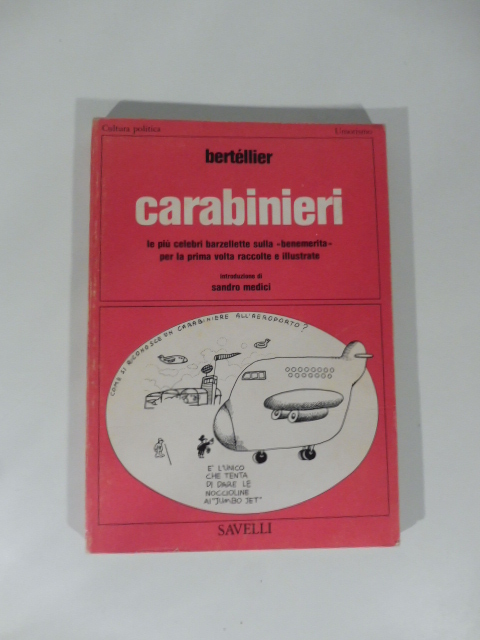 Cultura politica
Umorismo
bertéllier
carabinieri
le più celebri barzellette sulla «benemerita»
per la prima volta raccolte e illustrate
introduzione di
sandro medici
COME SI RICONOSCE UN CARABINIERE ALL'AEROPORTO?
E' L'UNICO
CHE TENTA
DI DARE LE
NOCCIOLINE
AI "JUMBO JET"
SAVELLI